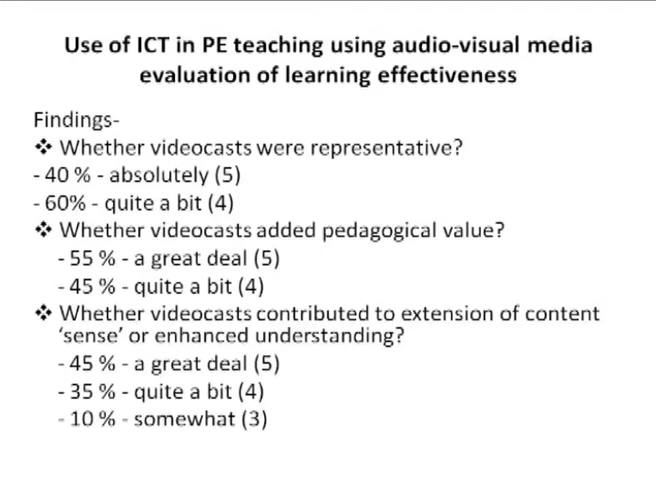 Use of ICT in PE teaching using audio-visual media
evaluation of learning effectiveness
Findings-
❖ Whether videocasts were representative?
- 40 % - absolutely (5)
- 60% - quite a bit (4)
❖ Whether videocasts added pedagogical value?
- 55 % - a great deal (5)
- 45 % - quite a bit (4)
❖ Whether videocasts contributed to extension of content
‘sense’ or enhanced understanding?
- 45 % - a great deal (5)
- 35 % - quite a bit (4)
- 10 % - somewhat (3)